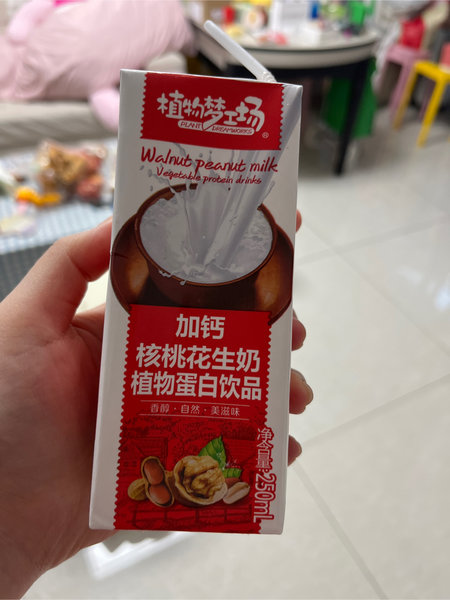 植物梦工场
PLANT DREAMWORKS
®
Walnut peanut milk
Vegetable protein drinks
加钙
核桃花生奶
植物蛋白饮品
香醇·自然·美滋味
净含量:250mL